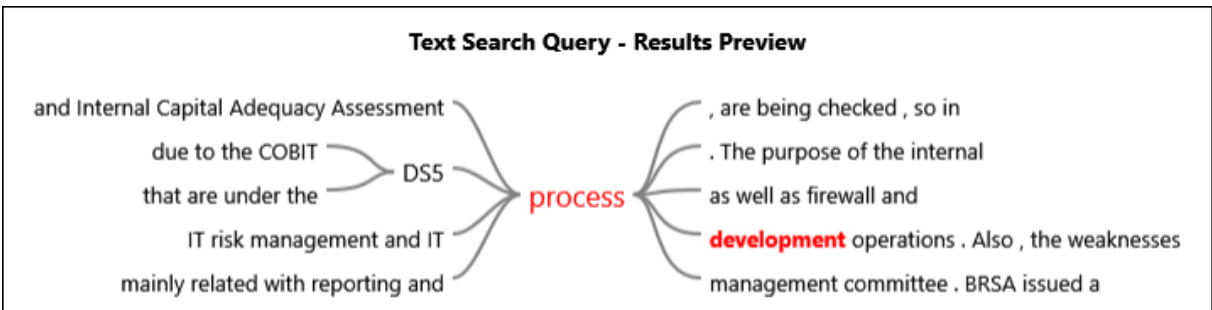 Text Search Query - Results Preview
and Internal Capital Adequacy Assessment
due to the COBIT
that are under the
DS5
IT risk management and IT
mainly related with reporting and
process
, are being checked , so in
. The purpose of the internal
as well as firewall and
development operations . Also , the weaknesses
management committee . BRSA issued a